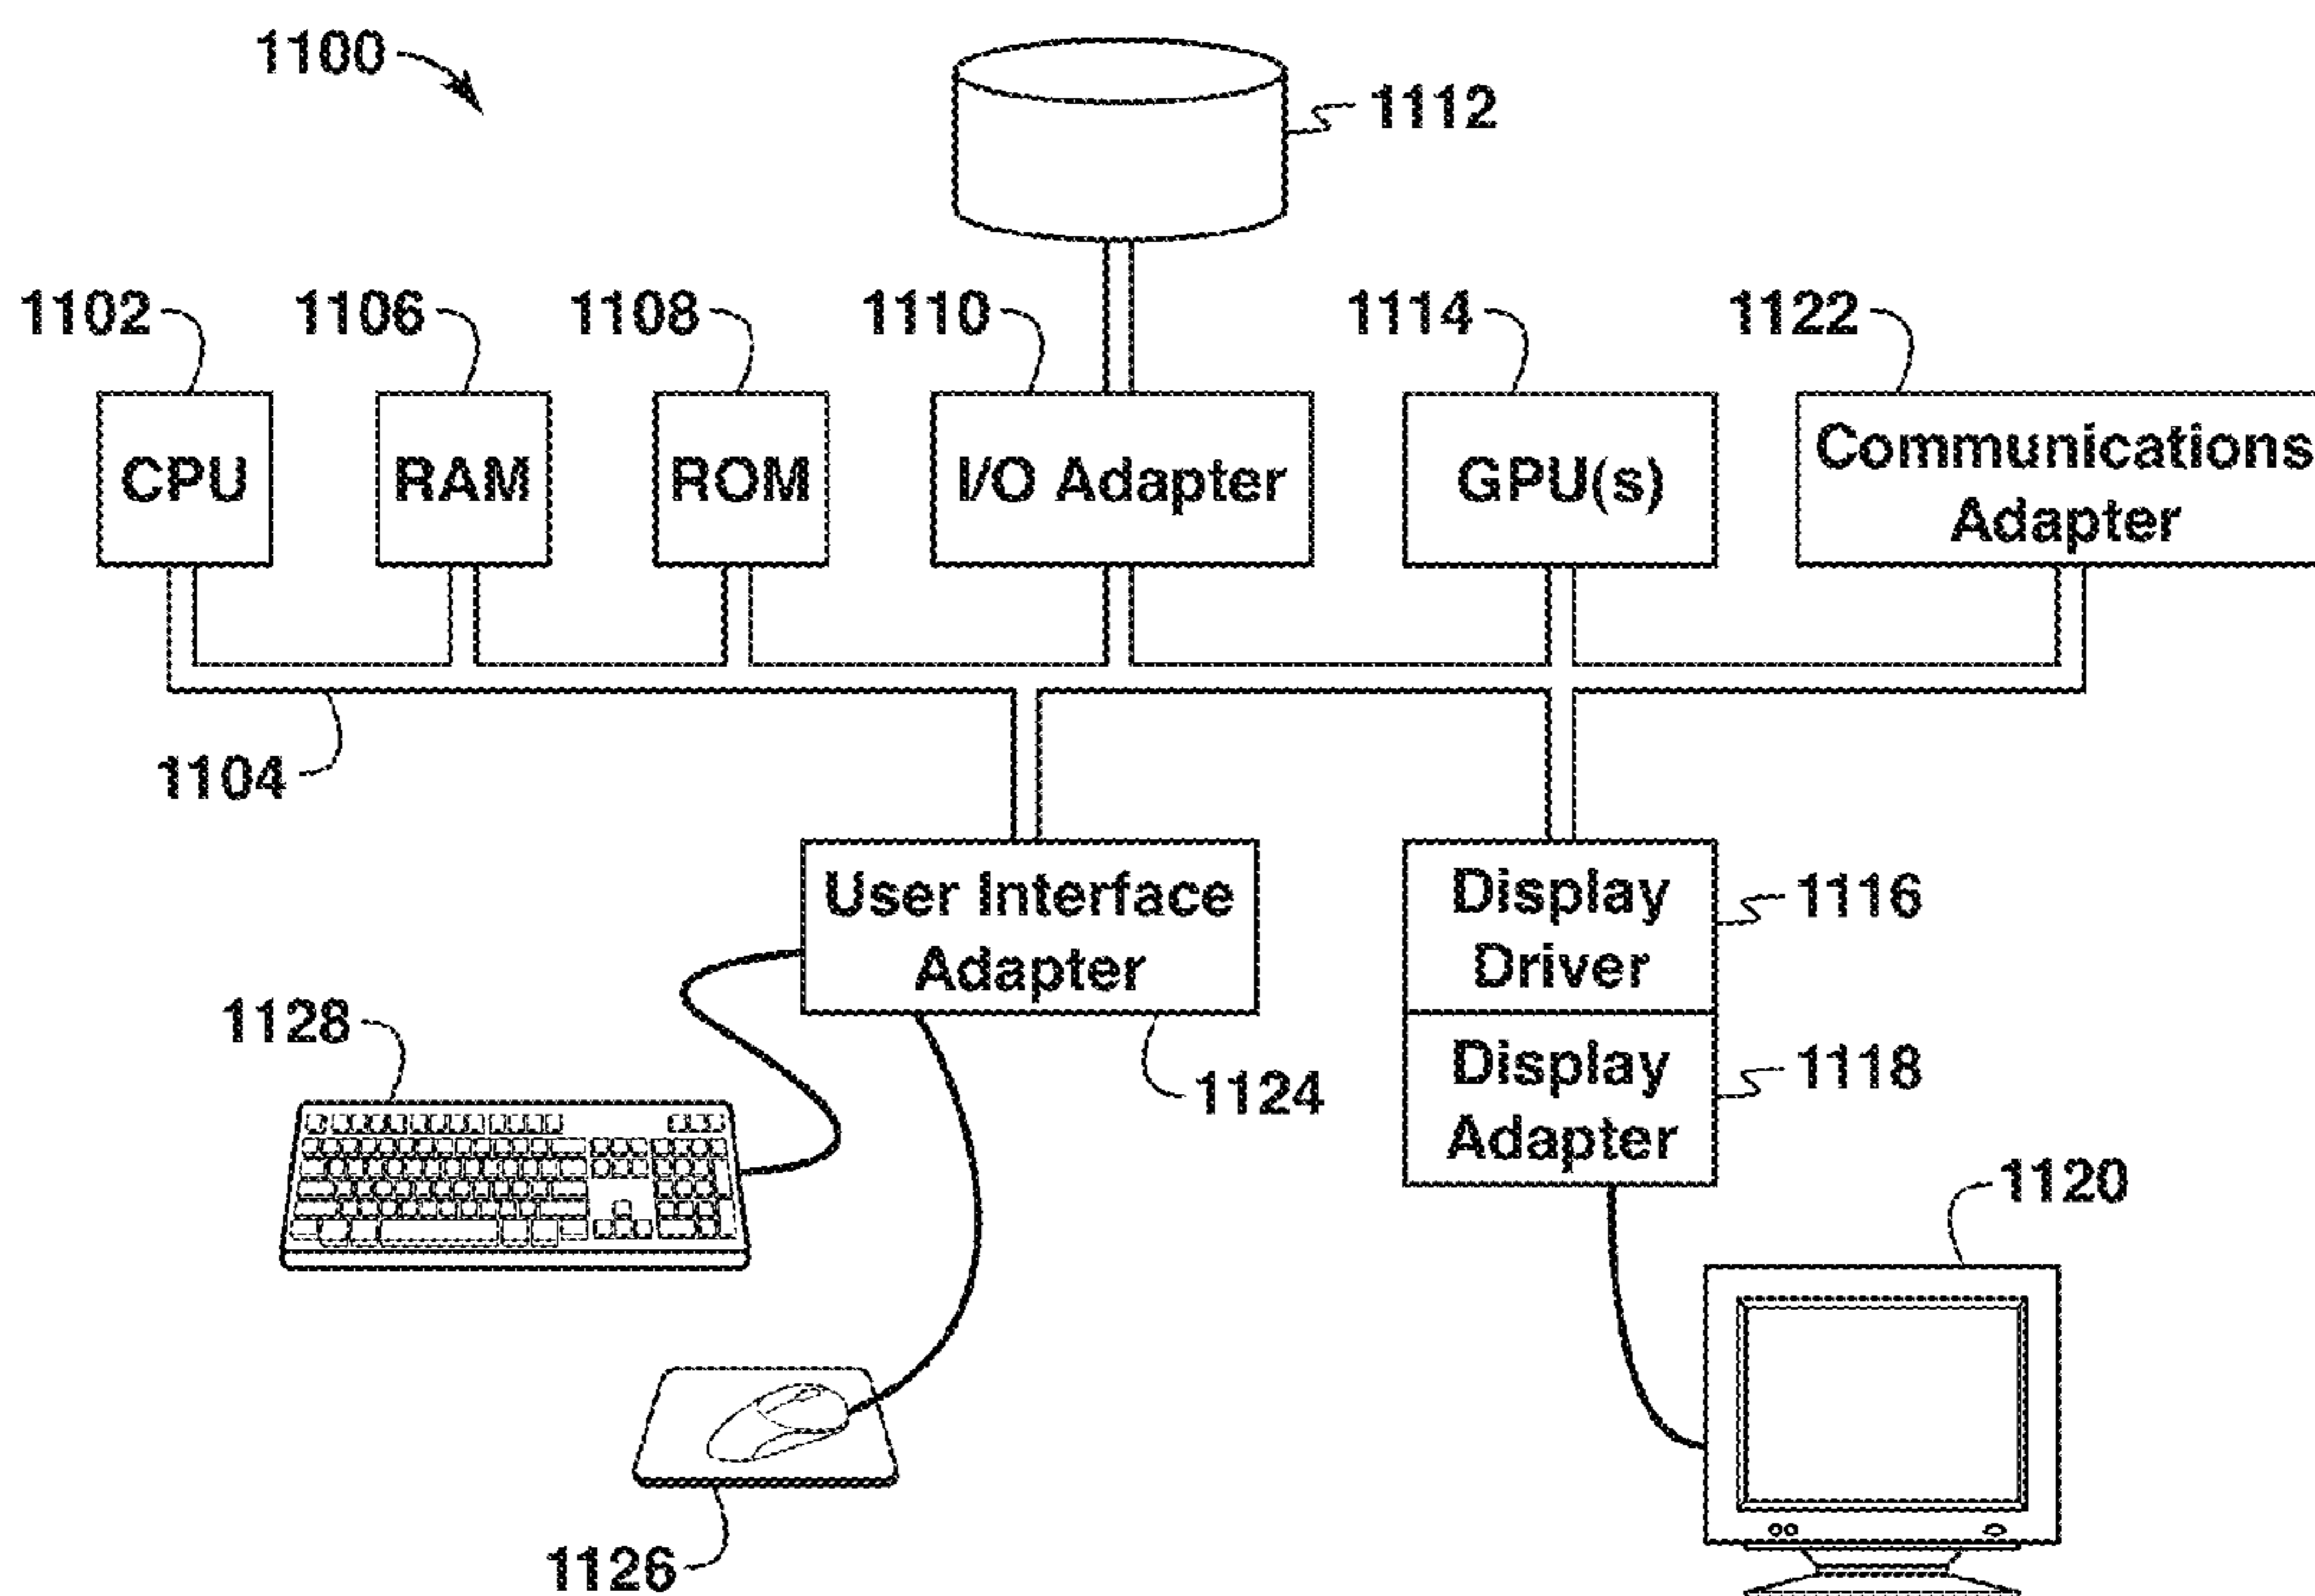 1100
1112
1102
1106
1108
1110
1114
1122
CPU
RAM
ROM
I/O Adapter
GPU(s)
Communications
Adapter
1104
User Interface
Adapter
Display
Driver
1116
1128
1124
Display
Adapter
1118
1120
1126